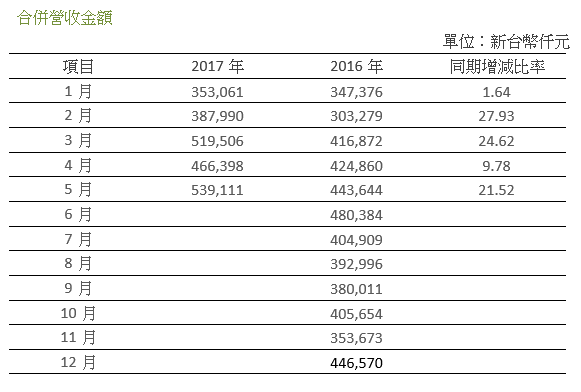 合併營收金額
單位：新台幣仟元
項目 2017 年 2016 年 同期增減比率
1 月 353,061 347,376 1.64
2 月 387,990 303,279 27.93
3 月 519,506 416,872 24.62
4 月 466,398 424,860 9.78
5 月 539,111 443,644 21.52
6 月 480,384
7 月 404,909
8 月 392,996
9 月 380,011
10 月 405,654
11 月 353,673
12 月 446,570